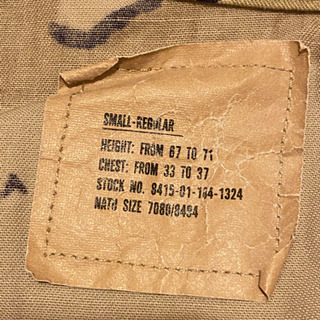 SMALL-REGULAR
HEIGHT: FROM 67 TO 71
CHEST: FROM 33 TO 37
STOCK NO. 8415-01-184-1324
NATO SIZE 7080/8494